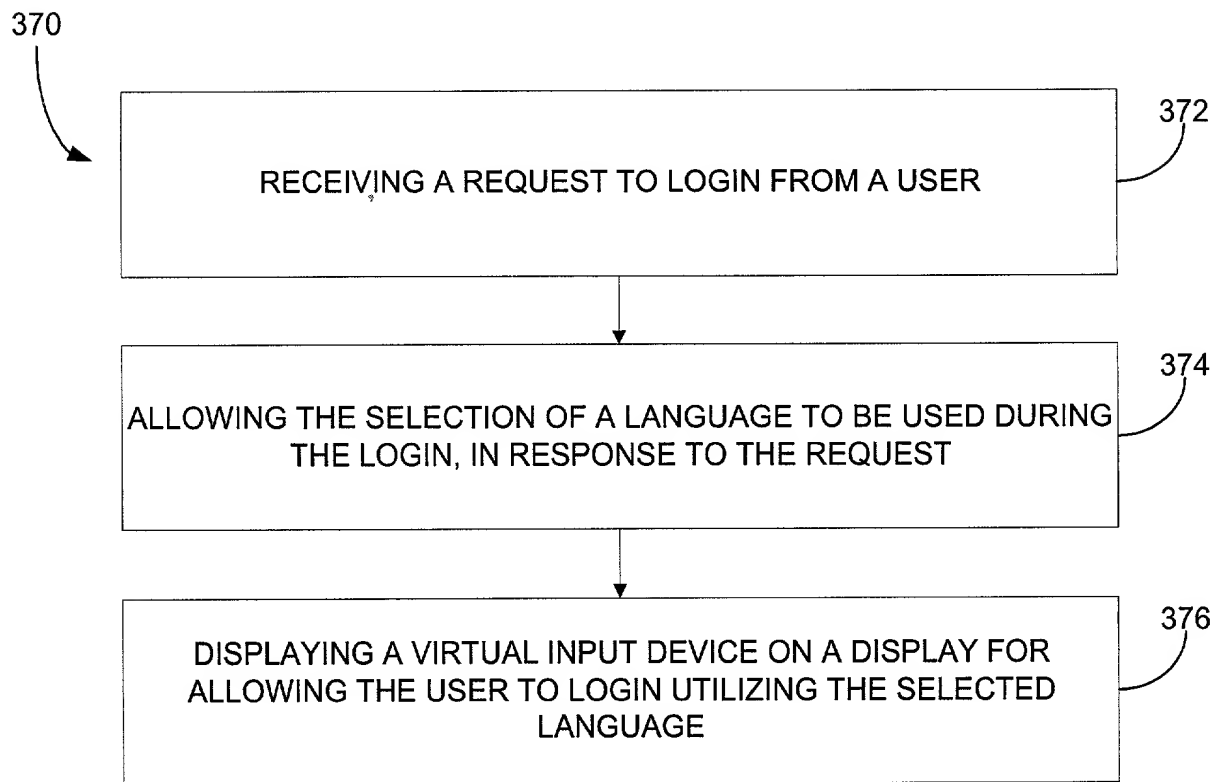 370
372
RECEIVING A REQUEST TO LOGIN FROM A USER
374
ALLOWING THE SELECTION OF A LANGUAGE TO BE USED DURING
THE LOGIN, IN RESPONSE TO THE REQUEST
376
DISPLAYING A VIRTUAL INPUT DEVICE ON A DISPLAY FOR
ALLOWING THE USER TO LOGIN UTILIZING THE SELECTED
LANGUAGE